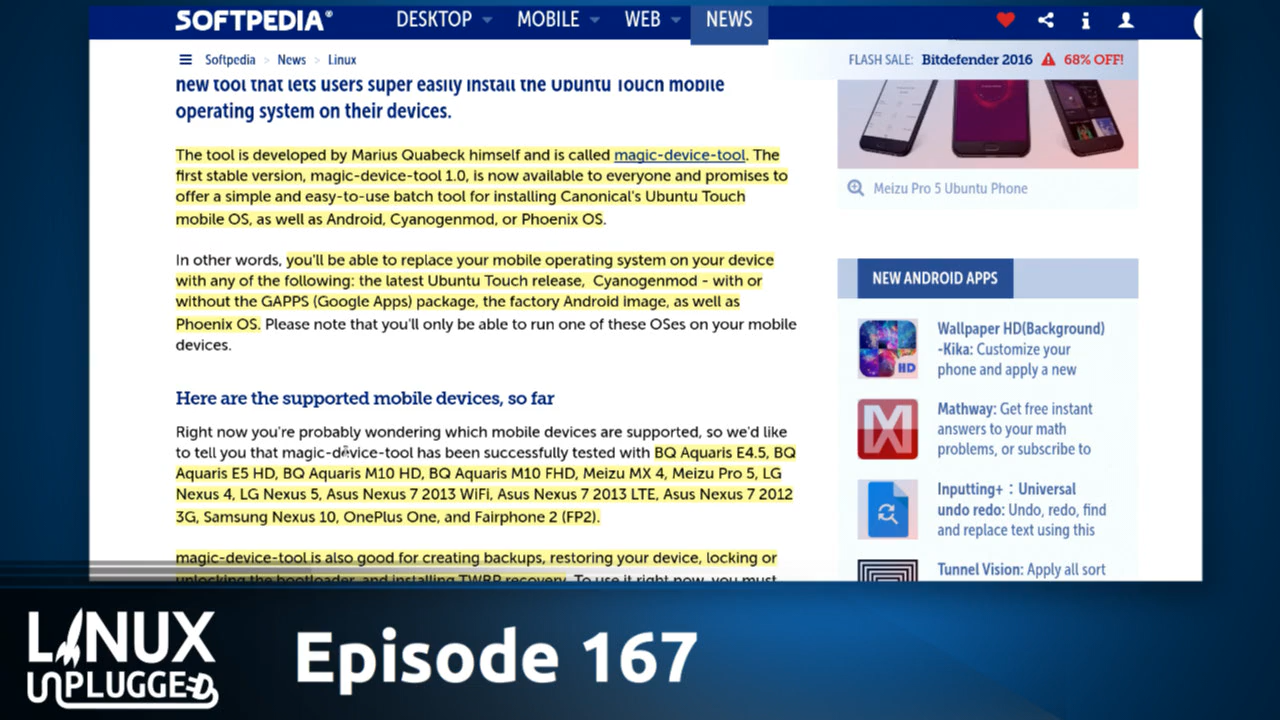 SOFTPEDIA®
DESKTOP
MOBILE
WEB
NEWS
Softpedia > News > Linux
FLASH SALE: Bitdefender 2016 68% OFF!
new tool that lets users super easily install the Ubuntu Touch mobile
operating system on their devices.
The tool is developed by Marius Quabeck himself and is called magic-device-tool. The
first stable version, magic-device-tool 1.0, is now available to everyone and promises to
offer a simple and easy-to-use batch tool for installing Canonical's Ubuntu Touch
mobile OS, as well as Android, Cyanogenmod, or Phoenix OS.
In other words, you'll be able to replace your mobile operating system on your device
with any of the following: the latest Ubuntu Touch release, Cyanogenmod - with or
without the GAPPS (Google Apps) package, the factory Android image, as well as
Phoenix OS. Please note that you'll only be able to run one of these OSes on your mobile
devices.
Here are the supported mobile devices, so far
Right now you're probably wondering which mobile devices are supported, so we'd like
to tell you that magic-device-tool has been successfully tested with BQ Aquaris E4.5, BQ
Aquaris E5 HD, BQ Aquaris M10 HD, BQ Aquaris M10 FHD, Meizu MX 4, Meizu Pro 5, LG
Nexus 4, LG Nexus 5, Asus Nexus 7 2013 WiFi, Asus Nexus 7 2013 LTE, Asus Nexus 7 2012
3G, Samsung Nexus 10, OnePlus One, and Fairphone 2 (FP2).
magic-device-tool is also good for creating backups, restoring your device, locking or
unlocking the bootloader, and installing TWRP recovery. To use it right now, you must
Meizu Pro 5 Ubuntu Phone
NEW ANDROID APPS
HD
Wallpaper HD(Background)
-Kika: Customize your
phone and apply a new
M
Mathway: Get free instant
answers to your math
problems, or subscribe to
Inputting+ : Universal
undo redo: Undo, redo, find
and replace text using this
Tunnel Vision: Apply all sort
LINUX
UNPLUGGED
Episode 167